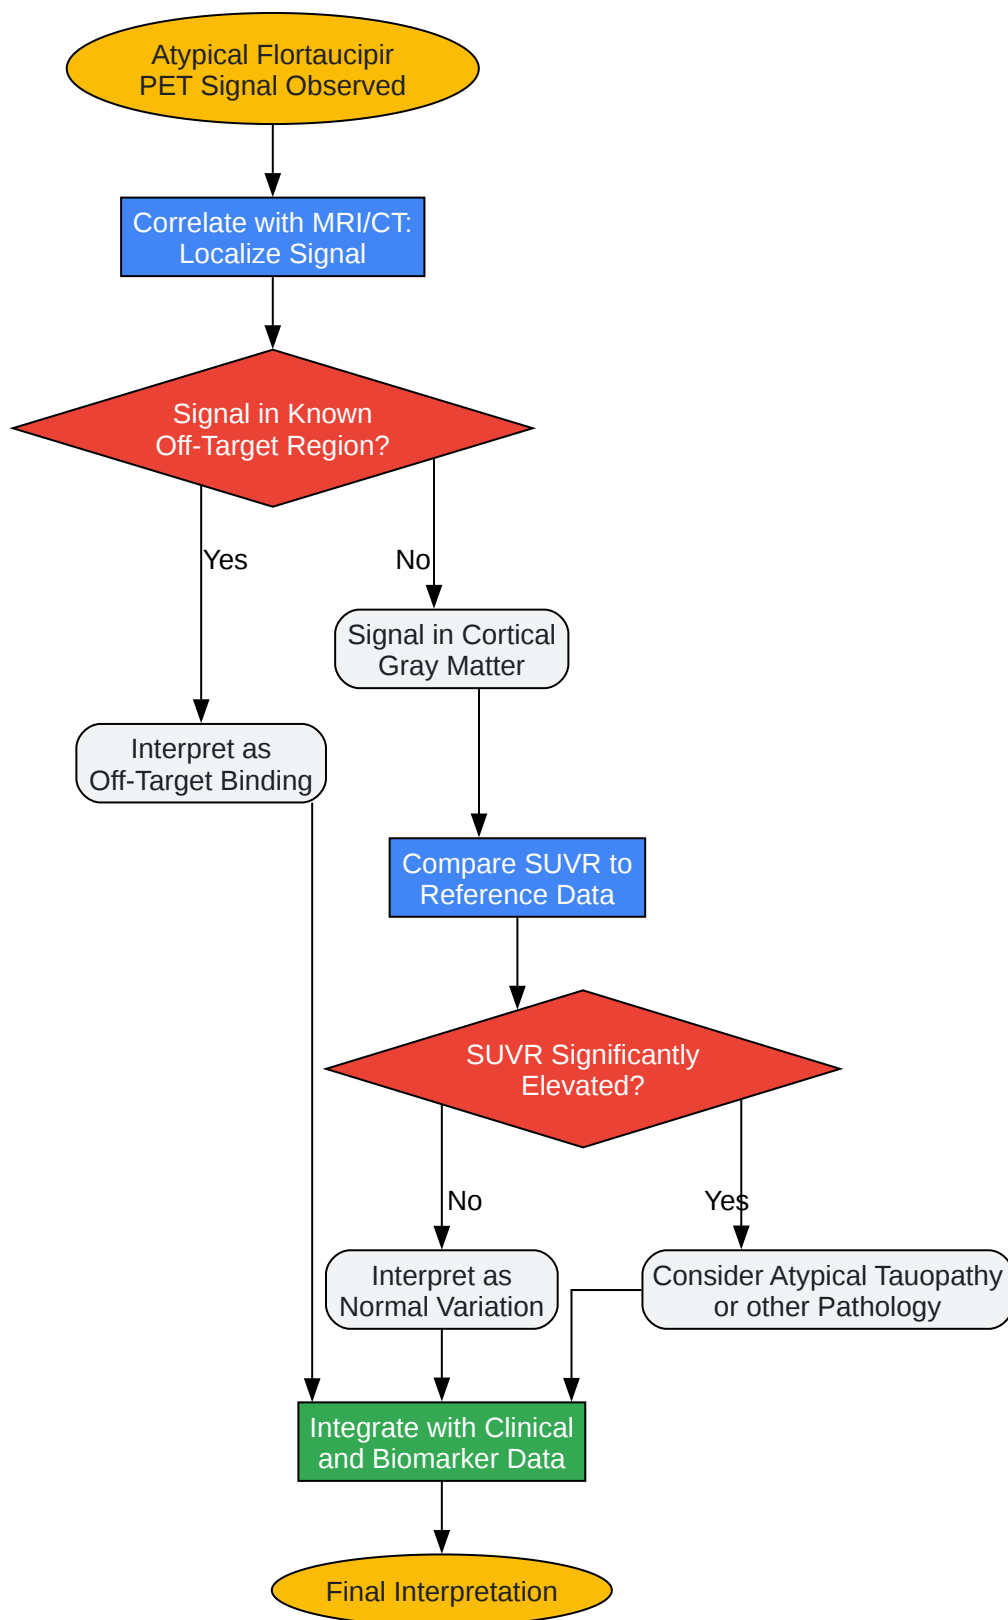 Atypical Flortaucipir
PET Signal Observed
Correlate with MRI/CT:
Localize Signal
Signal in Known
Off-Target Region?
Yes
No
Signal in Cortical
Gray Matter
Interpret as
Off-Target Binding
Compare SUVR to
Reference Data
SUVR Significantly
Elevated?
No
Yes
Interpret as
Normal Variation
Consider Atypical Tauopathy
or other Pathology
Integrate with Clinical
and Biomarker Data
Final Interpretation